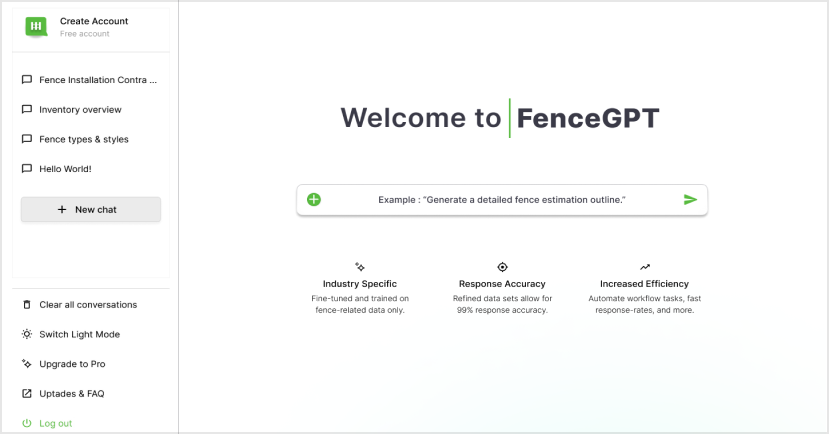 Create Account
Free account
Fence Installation Contra ...
Inventory overview
Fence types & styles
Hello World!
New chat
Clear all conversations
Switch Light Mode
Upgrade to Pro
Uptades & FAQ
Log out
Welcome to FenceGPT
Example : “Generate a detailed fence estimation outline.”
Industry Specific
Fine-tuned and trained on
fence-related data only.
Response Accuracy
Refined data sets allow for
99% response accuracy.
Increased Efficiency
Automate workflow tasks, fast
response-rates, and more.